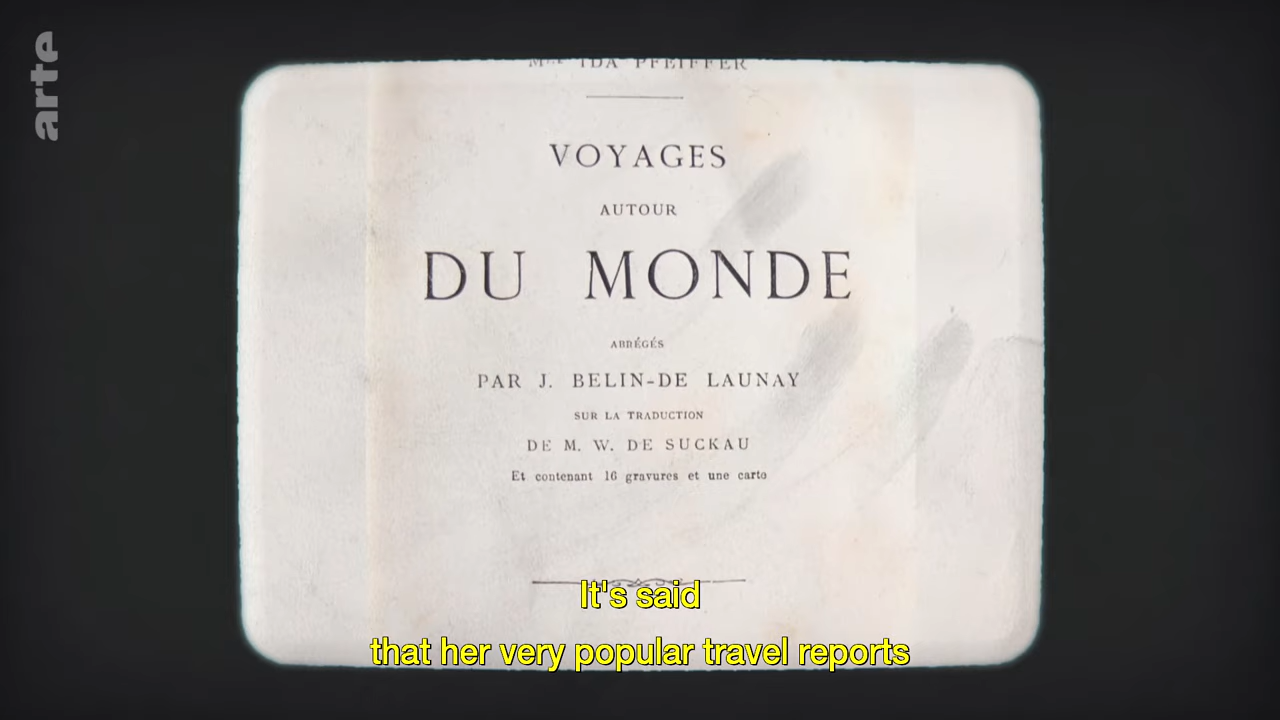 arte
Mme IDA PFEIFFER
VOYAGES
AUTOUR
DU MONDE
ABRÉGÉS
PAR J. BELIN-DE LAUNAY
SUR LA TRADUCTION
DE M. W. DE SUCKAU
Et contenant 16 gravures et une carte
It's said
that her very popular travel reports